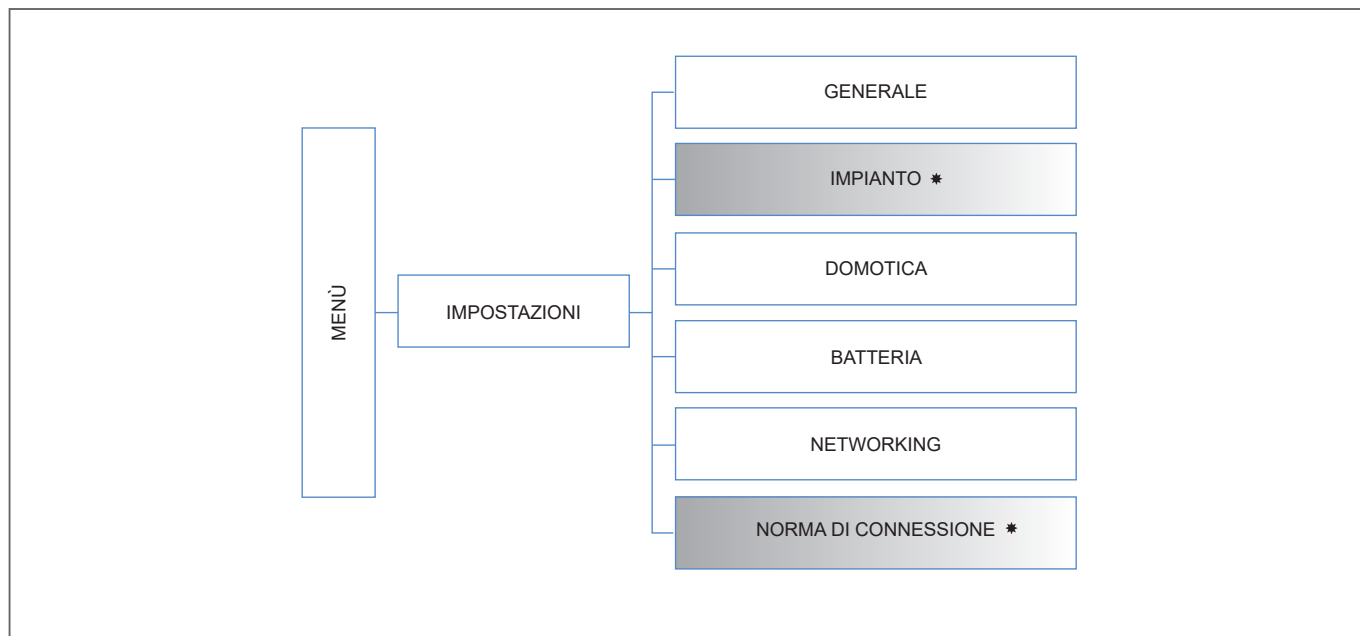 MENÙ
IMPOSTAZIONI
GENERALE
IMPIANTO ✸
DOMOTICA
BATTERIA
NETWORKING
NORMA DI CONNESSIONE ✸